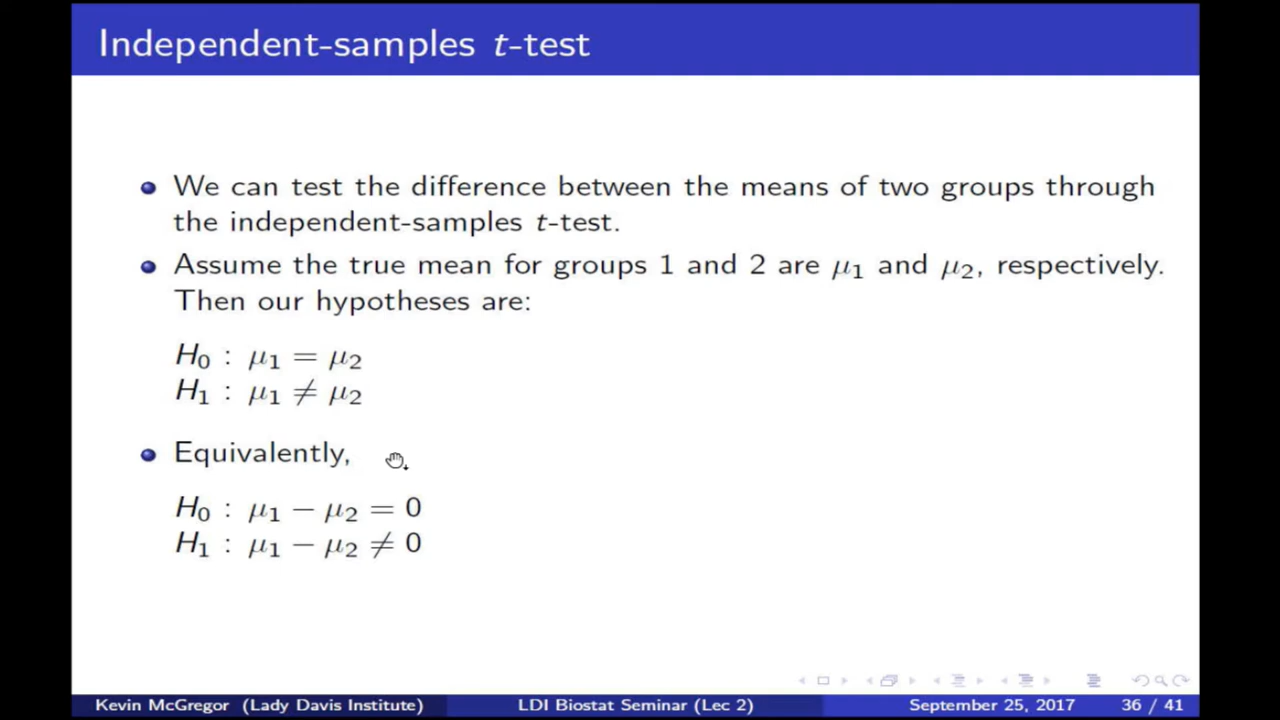 Independent-samples t-test
We can test the difference between the means of two groups through
the independent-samples t-test.
Assume the true mean for groups 1 and 2 are μ₁ and μ₂, respectively.
Then our hypotheses are:
H₀ : μ₁ = μ₂
H₁ : μ₁ ≠ μ₂
Equivalently,
H₀ : μ₁ − μ₂ = 0
H₁ : μ₁ − μ₂ ≠ 0
Kevin McGregor (Lady Davis Institute) LDI Biostat Seminar (Lec 2) September 25, 2017 36 / 41